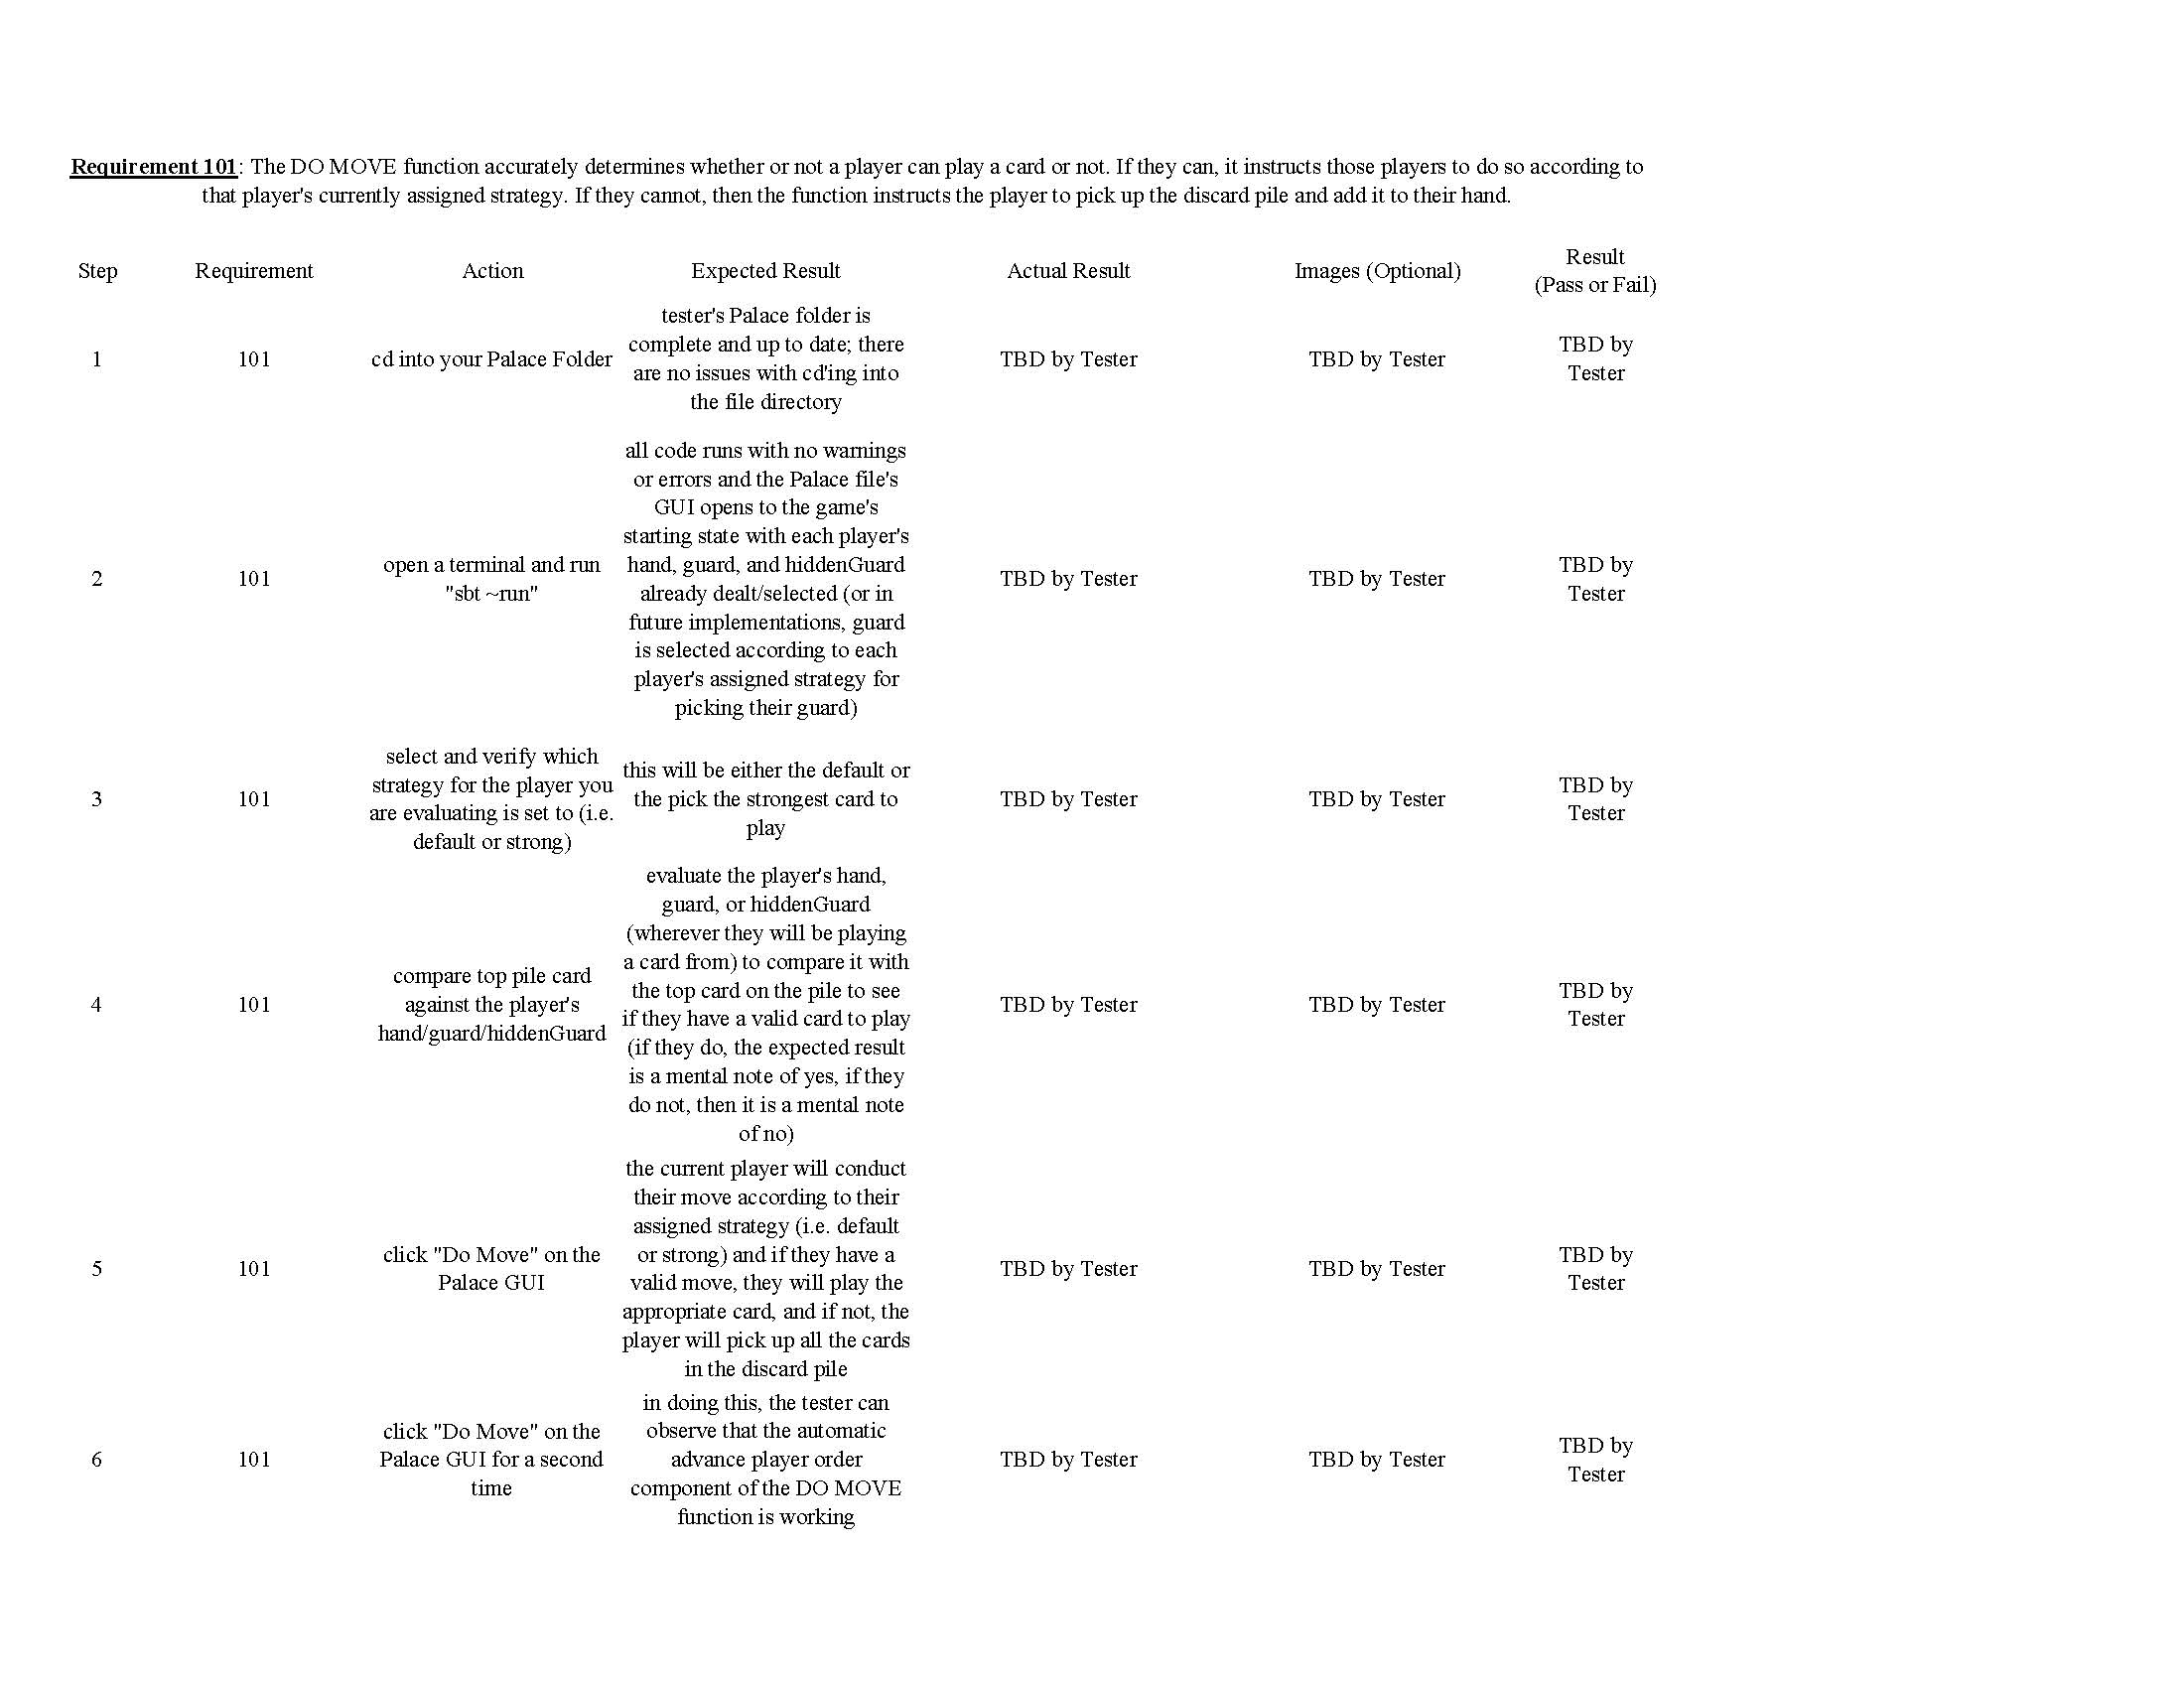 Requirement 101: The DO MOVE function accurately determines whether or not a player can play a card or not. If they can, it instructs those players to do so according to
that player's currently assigned strategy. If they cannot, then the function instructs the player to pick up the discard pile and add it to their hand.
Step
Requirement
Action
Expected Result
Actual Result
Images (Optional)
Result
(Pass or Fail)
1
101
cd into your Palace Folder
tester's Palace folder is
complete and up to date; there
are no issues with cd'ing into
the file directory
TBD by Tester
TBD by Tester
TBD by
Tester
2
101
open a terminal and run
"sbt ~run"
all code runs with no warnings
or errors and the Palace file's
GUI opens to the game's
starting state with each player's
hand, guard, and hiddenGuard
already dealt/selected (or in
future implementations, guard
is selected according to each
player's assigned strategy for
picking their guard)
TBD by Tester
TBD by Tester
TBD by
Tester
3
101
select and verify which
strategy for the player you
are evaluating is set to (i.e.
default or strong)
this will be either the default or
the pick the strongest card to
play
TBD by Tester
TBD by Tester
TBD by
Tester
4
101
compare top pile card
against the player's
hand/guard/hiddenGuard
evaluate the player's hand,
guard, or hiddenGuard
(wherever they will be playing
a card from) to compare it with
the top card on the pile to see
if they have a valid card to play
(if they do, the expected result
is a mental note of yes, if they
do not, then it is a mental note
of no)
TBD by Tester
TBD by Tester
TBD by
Tester
5
101
click "Do Move" on the
Palace GUI
the current player will conduct
their move according to their
assigned strategy (i.e. default
or strong) and if they have a
valid move, they will play the
appropriate card, and if not, the
player will pick up all the cards
in the discard pile
TBD by Tester
TBD by Tester
TBD by
Tester
6
101
click "Do Move" on the
Palace GUI for a second
time
in doing this, the tester can
observe that the automatic
advance player order
component of the DO MOVE
function is working
TBD by Tester
TBD by Tester
TBD by
Tester